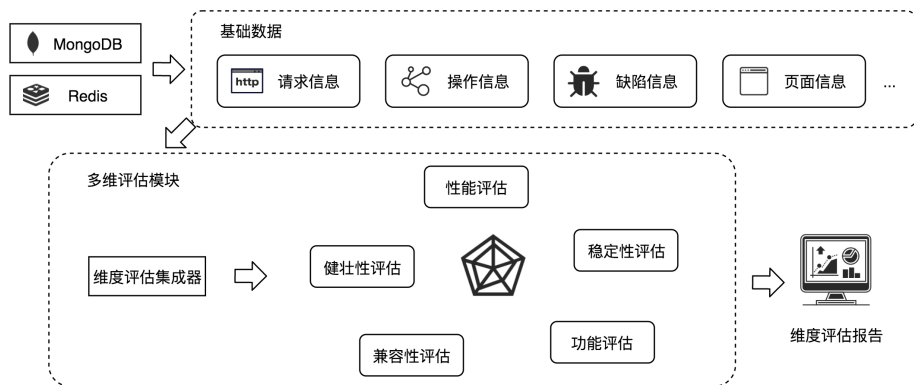 MongoDB
Redis
基础数据
http
请求信息
操作信息
缺陷信息
页面信息
...
多维评估模块
性能评估
维度评估集成器
健壮性评估
稳定性评估
兼容性评估
功能评估
维度评估报告